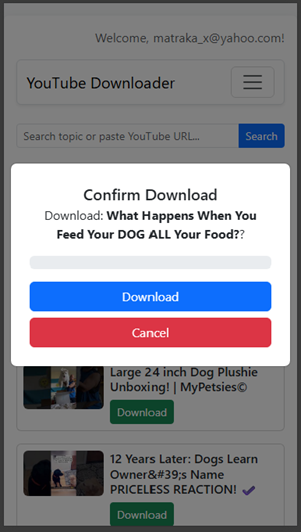 Welcome, matraka_x@yahoo.com!
YouTube Downloader
Search topic or paste YouTube URL...
Search
Confirm Download
Download: What Happens When You
Feed Your DOG ALL Your Food??
Download
Cancel
Large 24 inch Dog Plushie
Unboxing! | MyPetsies©
Download
12 Years Later: Dogs Learn
Owner&#39;s Name
PRICELESS REACTION! ✓
Download